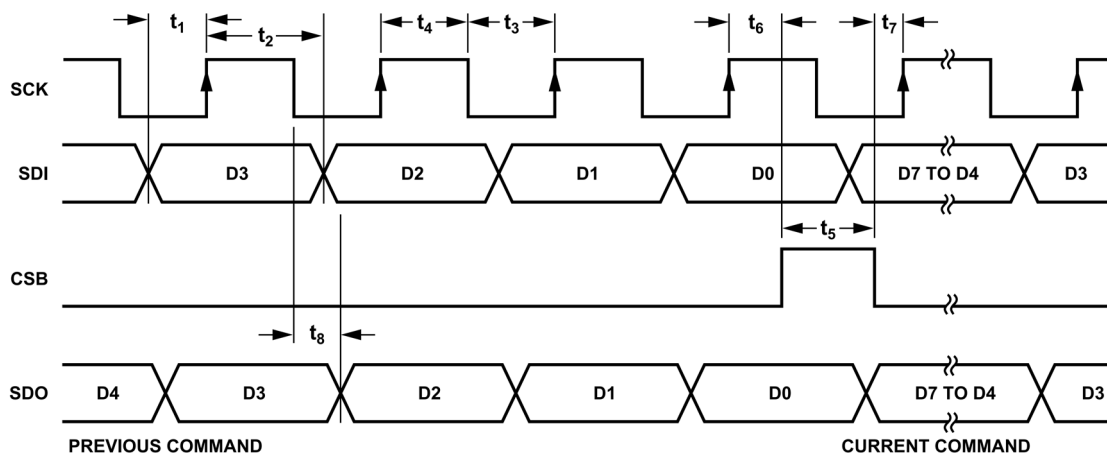 t1 t2 t4 t3 t6 t7
SCK
SDI D3 D2 D1 D0 D7 TO D4 D3
t5
CSB
t8
SDO D4 D3 D2 D1 D0 D7 TO D4 D3
PREVIOUS COMMAND CURRENT COMMAND